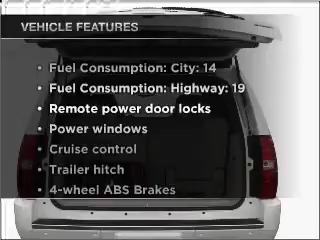 VEHICLE FEATURES
• Fuel Consumption: City: 14
• Fuel Consumption: Highway: 19
• Remote power door locks
• Power windows
• Cruise control
• Trailer hitch
• 4-wheel ABS Brakes